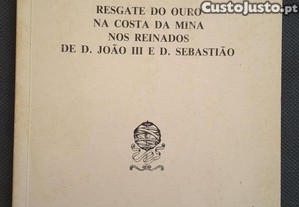 CustoJusto.pt
RESGATE DO OURO
NA COSTA DA MINA
NOS REINADOS
DE D. JOÃO III E D. SEBASTIÃO